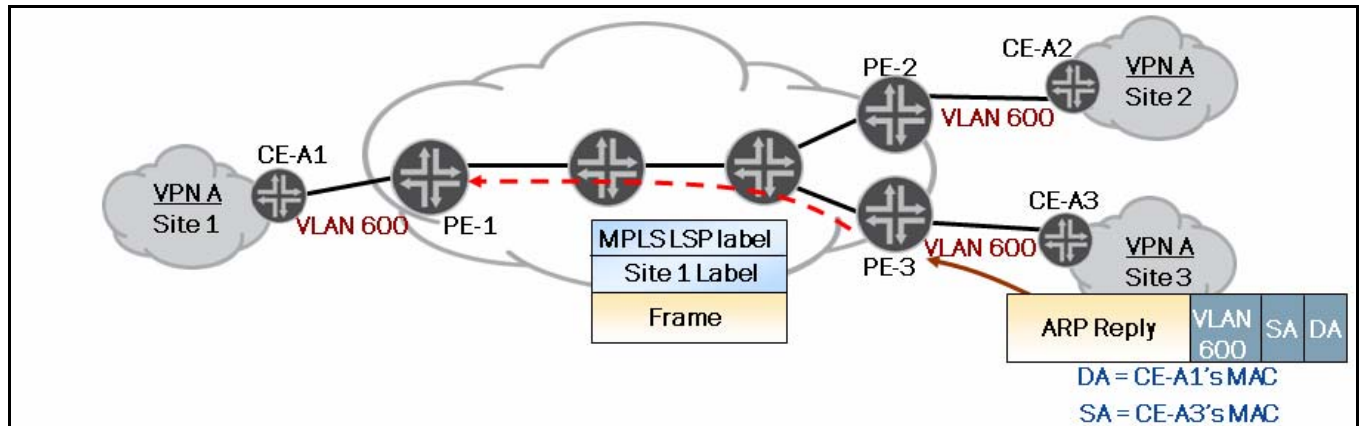 CE-A1
VPN A
Site 1
VLAN 600
PE-1
MPLS LSP label
Site 1 Label
Frame
PE-2
VLAN 600
CE-A2
VPN A
Site 2
PE-3
VLAN 600
CE-A3
VPN A
Site 3
ARP Reply
VLAN
600
SA
DA
DA = CE-A1's MAC
SA = CE-A3's MAC